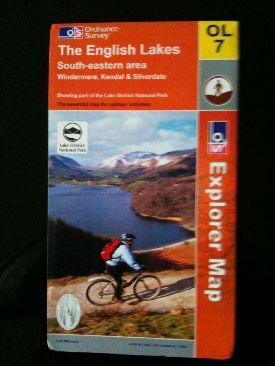 OS
Ordnance
Survey
OL
7
The English Lakes
South-eastern area
Windermere, Kendal & Silverdale
Showing part of the Lake District National Park
The essential map for outdoor activities
Lake District
National Park
Explorer Map